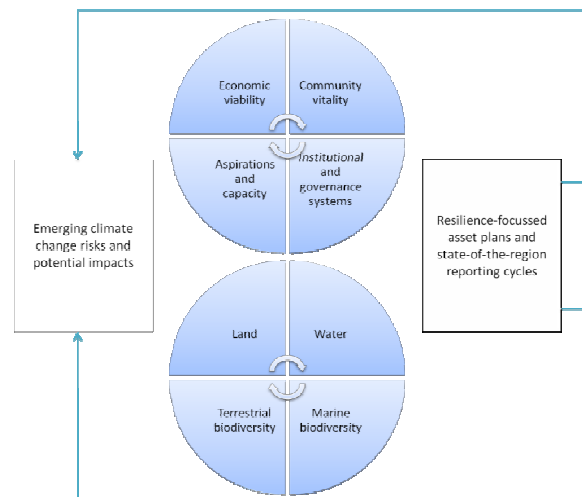 Economic
viability
Community
vitality
Aspirations
and
capacity
Institutional
and
governance
systems
Emerging climate
change risks and
potential impacts
Resilience-focussed
asset plans and
state-of-the-region
reporting cycles
Land
Water
Terrestrial
biodiversity
Marine
biodiversity